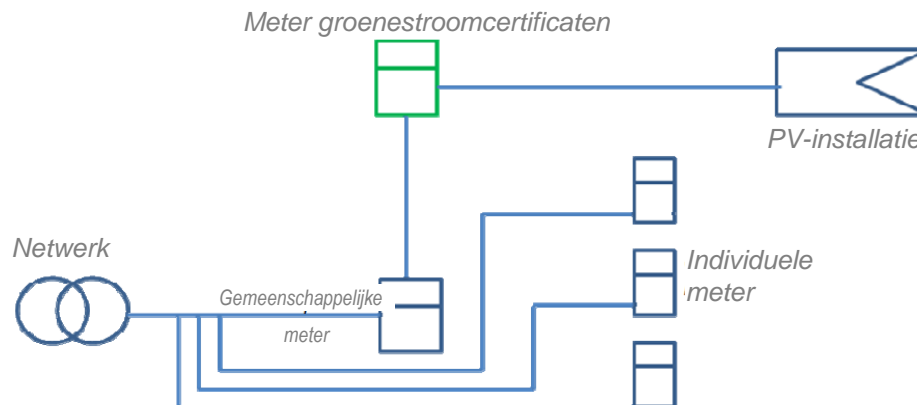 Meter groenestroomcertificaten
PV-installatie
Netwerk
Gemeenschappelijke
meter
Individuele
meter